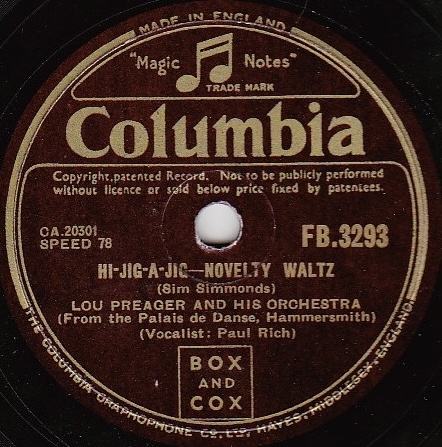 MADE IN ENGLAND
"Magic Notes"
TRADE MARK
Columbia
Copyright, patented Record. Not to be publicly performed
without licence or sold below price fixed by patentees.
CA.20301
SPEED 78
FB.3293
HI-JIG-A-JIG—NOVELTY WALTZ
(Sim Simmonds)
LOU PREAGER AND HIS ORCHESTRA
(From the Palais de Danse, Hammersmith)
(Vocalist: Paul Rich)
BOX
AND
COX
THE COLUMBIA GRAPHOPHONE Co. LTD, HAYES, MIDDLESEX, ENGLAND.